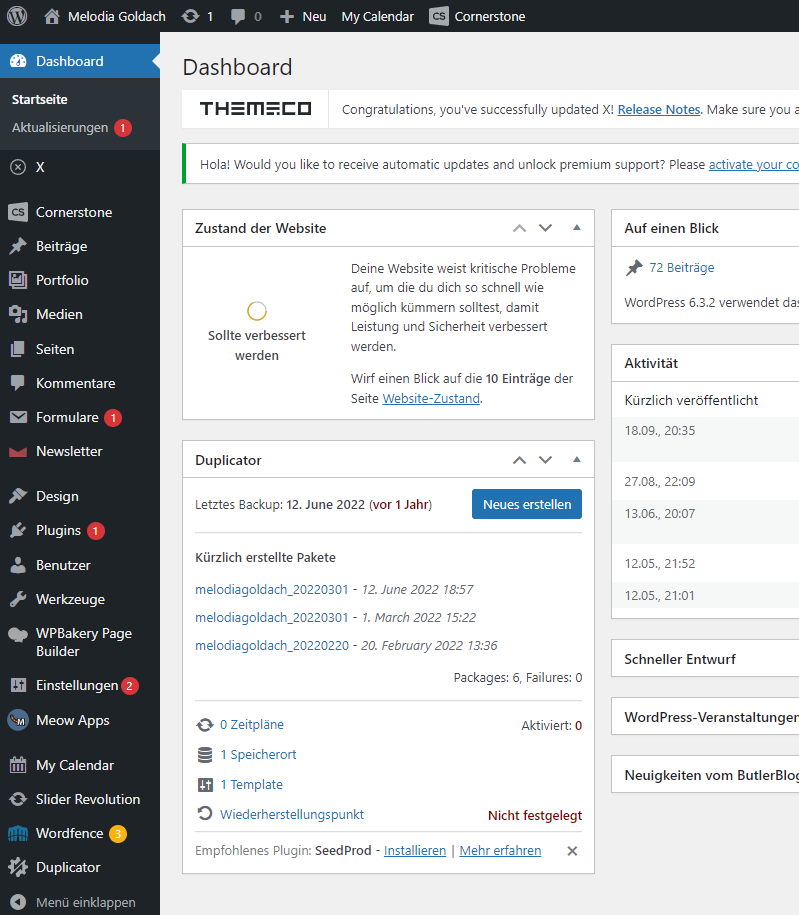 Melodia Goldach 1 0 Neu My Calendar CS Cornerstone
Dashboard
Startseite
Aktualisierungen 1
X
CS Cornerstone
Beiträge
Portfolio
Medien
Seiten
Kommentare
Formulare 1
Newsletter
Design
Plugins 1
Benutzer
Werkzeuge
WPBakery Page
Builder
Einstellungen 2
Meow Apps
My Calendar
Slider Revolution
Wordfence 3
Duplicator
Menü einklappen
Dashboard
THEMECO Congratulations, you've successfully updated X! Release Notes. Make sure you a
Hola! Would you like to receive automatic updates and unlock premium support? Please activate your co
Zustand der Website
Sollte verbessert
werden
Deine Website weist kritische Probleme
auf, um die du dich so schnell wie
möglich kümmern solltest, damit
Leistung und Sicherheit verbessert
werden.
Wirf einen Blick auf die 10 Einträge der
Seite Website-Zustand.
Duplicator
Letztes Backup: 12. June 2022 (vor 1 Jahr) Neues erstellen
Kürzlich erstellte Pakete
melodiagoldach_20220301 - 12. June 2022 18:57
melodiagoldach_20220301 - 1. March 2022 15:22
melodiagoldach_20220220 - 20. February 2022 13:36
Packages: 6, Failures: 0
0 Zeitpläne Aktiviert: 0
1 Speicherort
1 Template
Wiederherstellungspunkt Nicht festgelegt
Empfohlenes Plugin: SeedProd - Installieren | Mehr erfahren
Auf einen Blick
72 Beiträge
WordPress 6.3.2 verwendet das
Aktivität
Kürzlich veröffentlicht
18.09., 20:35
27.08., 22:09
13.06., 20:07
12.05., 21:52
12.05., 21:01
Schneller Entwurf
WordPress-Veranstaltungen
Neuigkeiten vom ButlerBlog